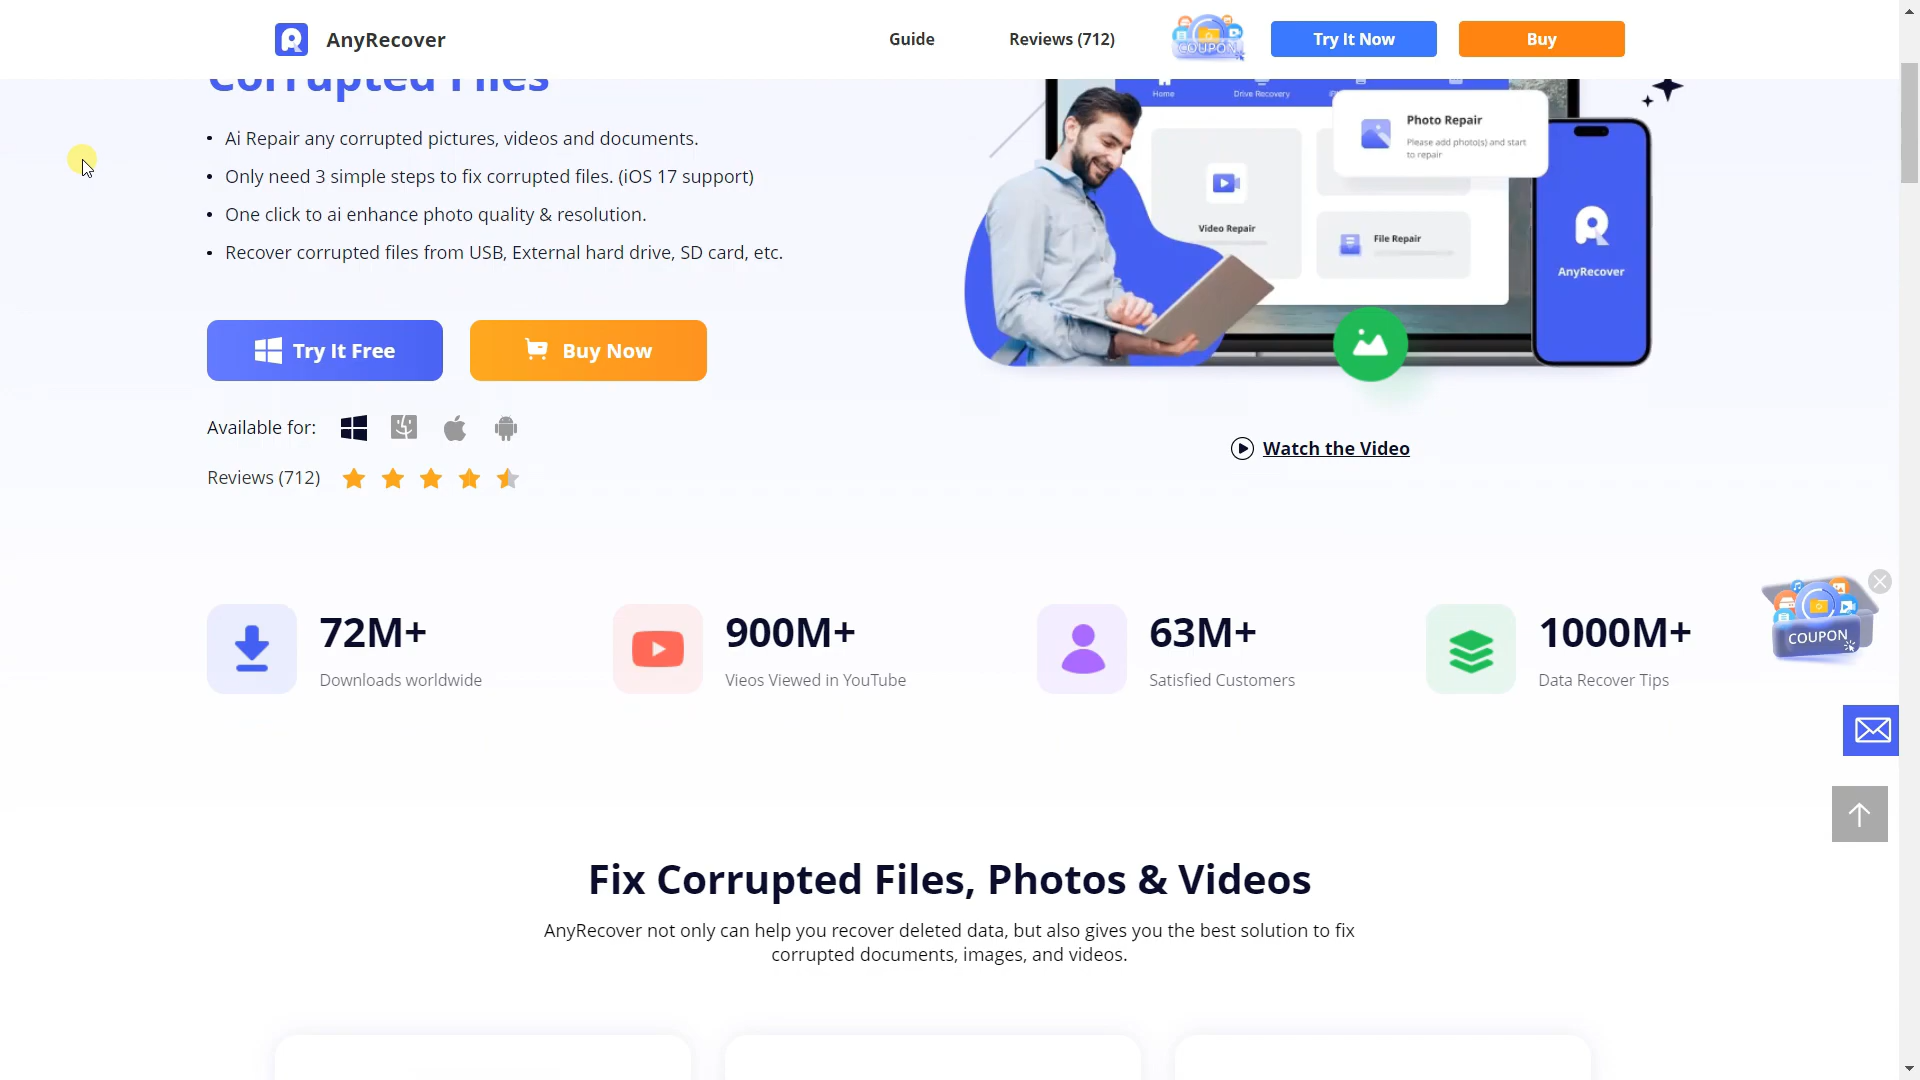 AnyRecover
Guide
Reviews (712)
COUPON
Try It Now
Buy
Corrupted Files
• Ai Repair any corrupted pictures, videos and documents.
• Only need 3 simple steps to fix corrupted files. (iOS 17 support)
• One click to ai enhance photo quality & resolution.
• Recover corrupted files from USB, External hard drive, SD card, etc.
Home
Drive Recovery
Photo Repair
Please add photo(s) and start
to repair
Video Repair
File Repair
AnyRecover
Try It Free
Buy Now
Available for:
Reviews (712)
Watch the Video
72M+
Downloads worldwide
900M+
Vieos Viewed in YouTube
63M+
Satisfied Customers
1000M+
Data Recover Tips
COUPON
Fix Corrupted Files, Photos & Videos
AnyRecover not only can help you recover deleted data, but also gives you the best solution to fix
corrupted documents, images, and videos.